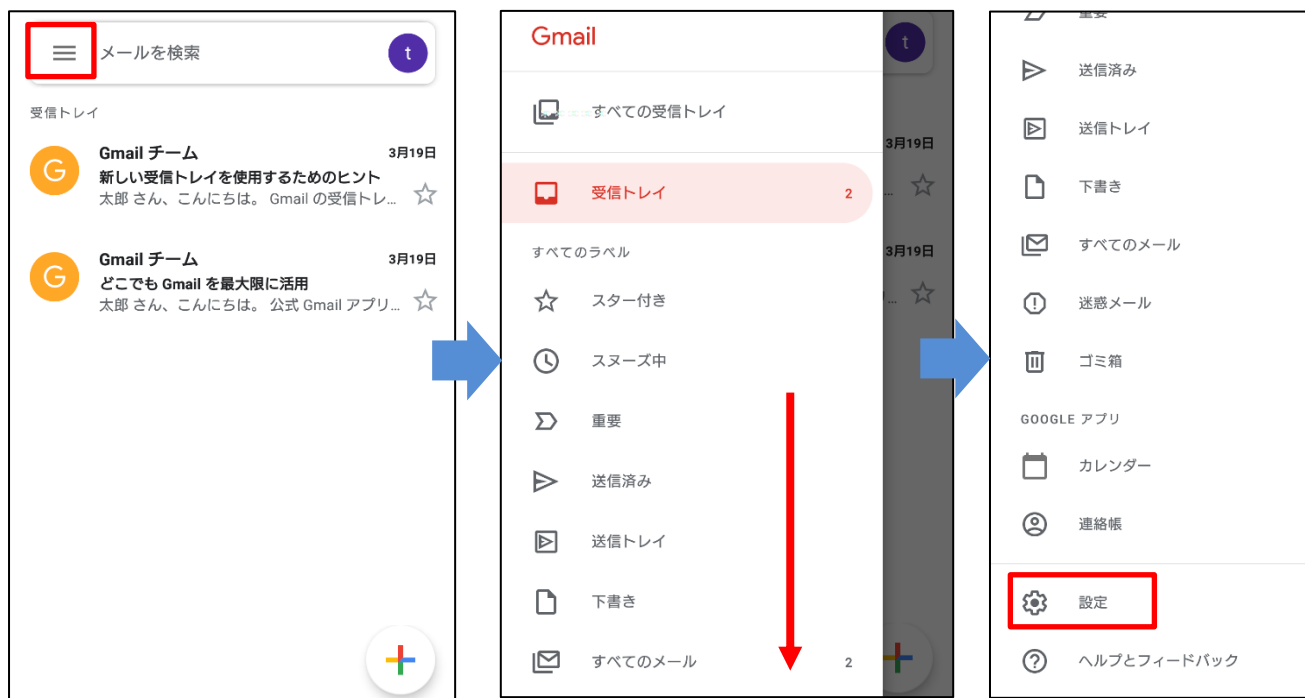 メールを検索
t
受信トレイ
G
Gmail チーム
3月19日
新しい受信トレイを使用するためのヒント
太郎 さん、こんにちは。 Gmail の受信トレ...
G
Gmail チーム
3月19日
どこでも Gmail を最大限に活用
太郎 さん、こんにちは。 公式 Gmail アプリ...
Gmail
t
すべての受信トレイ
3月19日
受信トレイ
2
...
すべてのラベル
3月19日
スター付き
...
スヌーズ中
重要
送信済み
送信トレイ
下書き
すべてのメール
2
重要
送信済み
送信トレイ
下書き
すべてのメール
迷惑メール
ゴミ箱
GOOGLE アプリ
カレンダー
連絡帳
設定
ヘルプとフィードバック